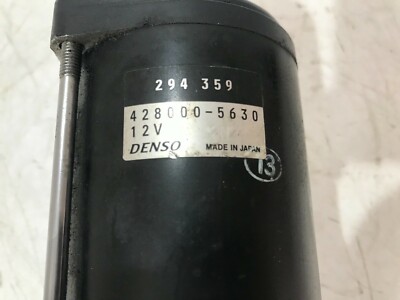 294 359
428000-5630
12V
DENSO MADE IN JAPAN
13